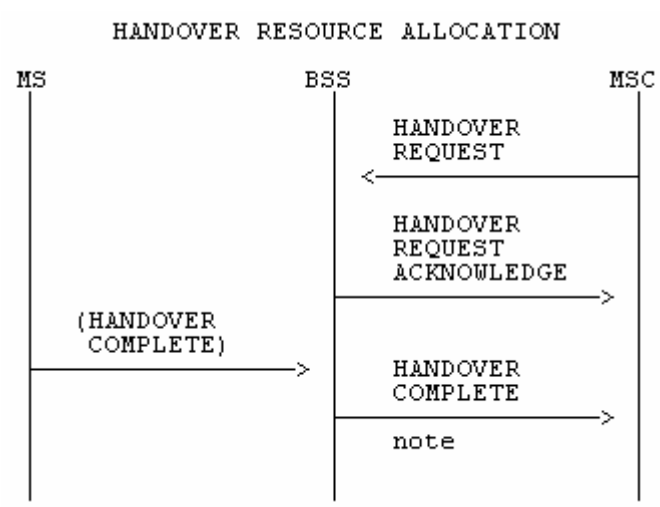 HANDOVER RESOURCE ALLOCATION
MS BSS MSC
HANDOVER
REQUEST
HANDOVER
REQUEST
ACKNOWLEDGE
(HANDOVER
COMPLETE)
HANDOVER
COMPLETE
note